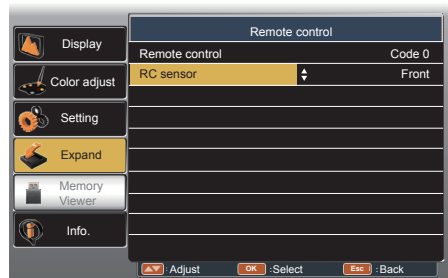 Remote control
Display
Remote control Code 0
RC sensor Front
Color adjust
Setting
Expand
Memory
Viewer
Info.
:Adjust OK :Select Esc :Back